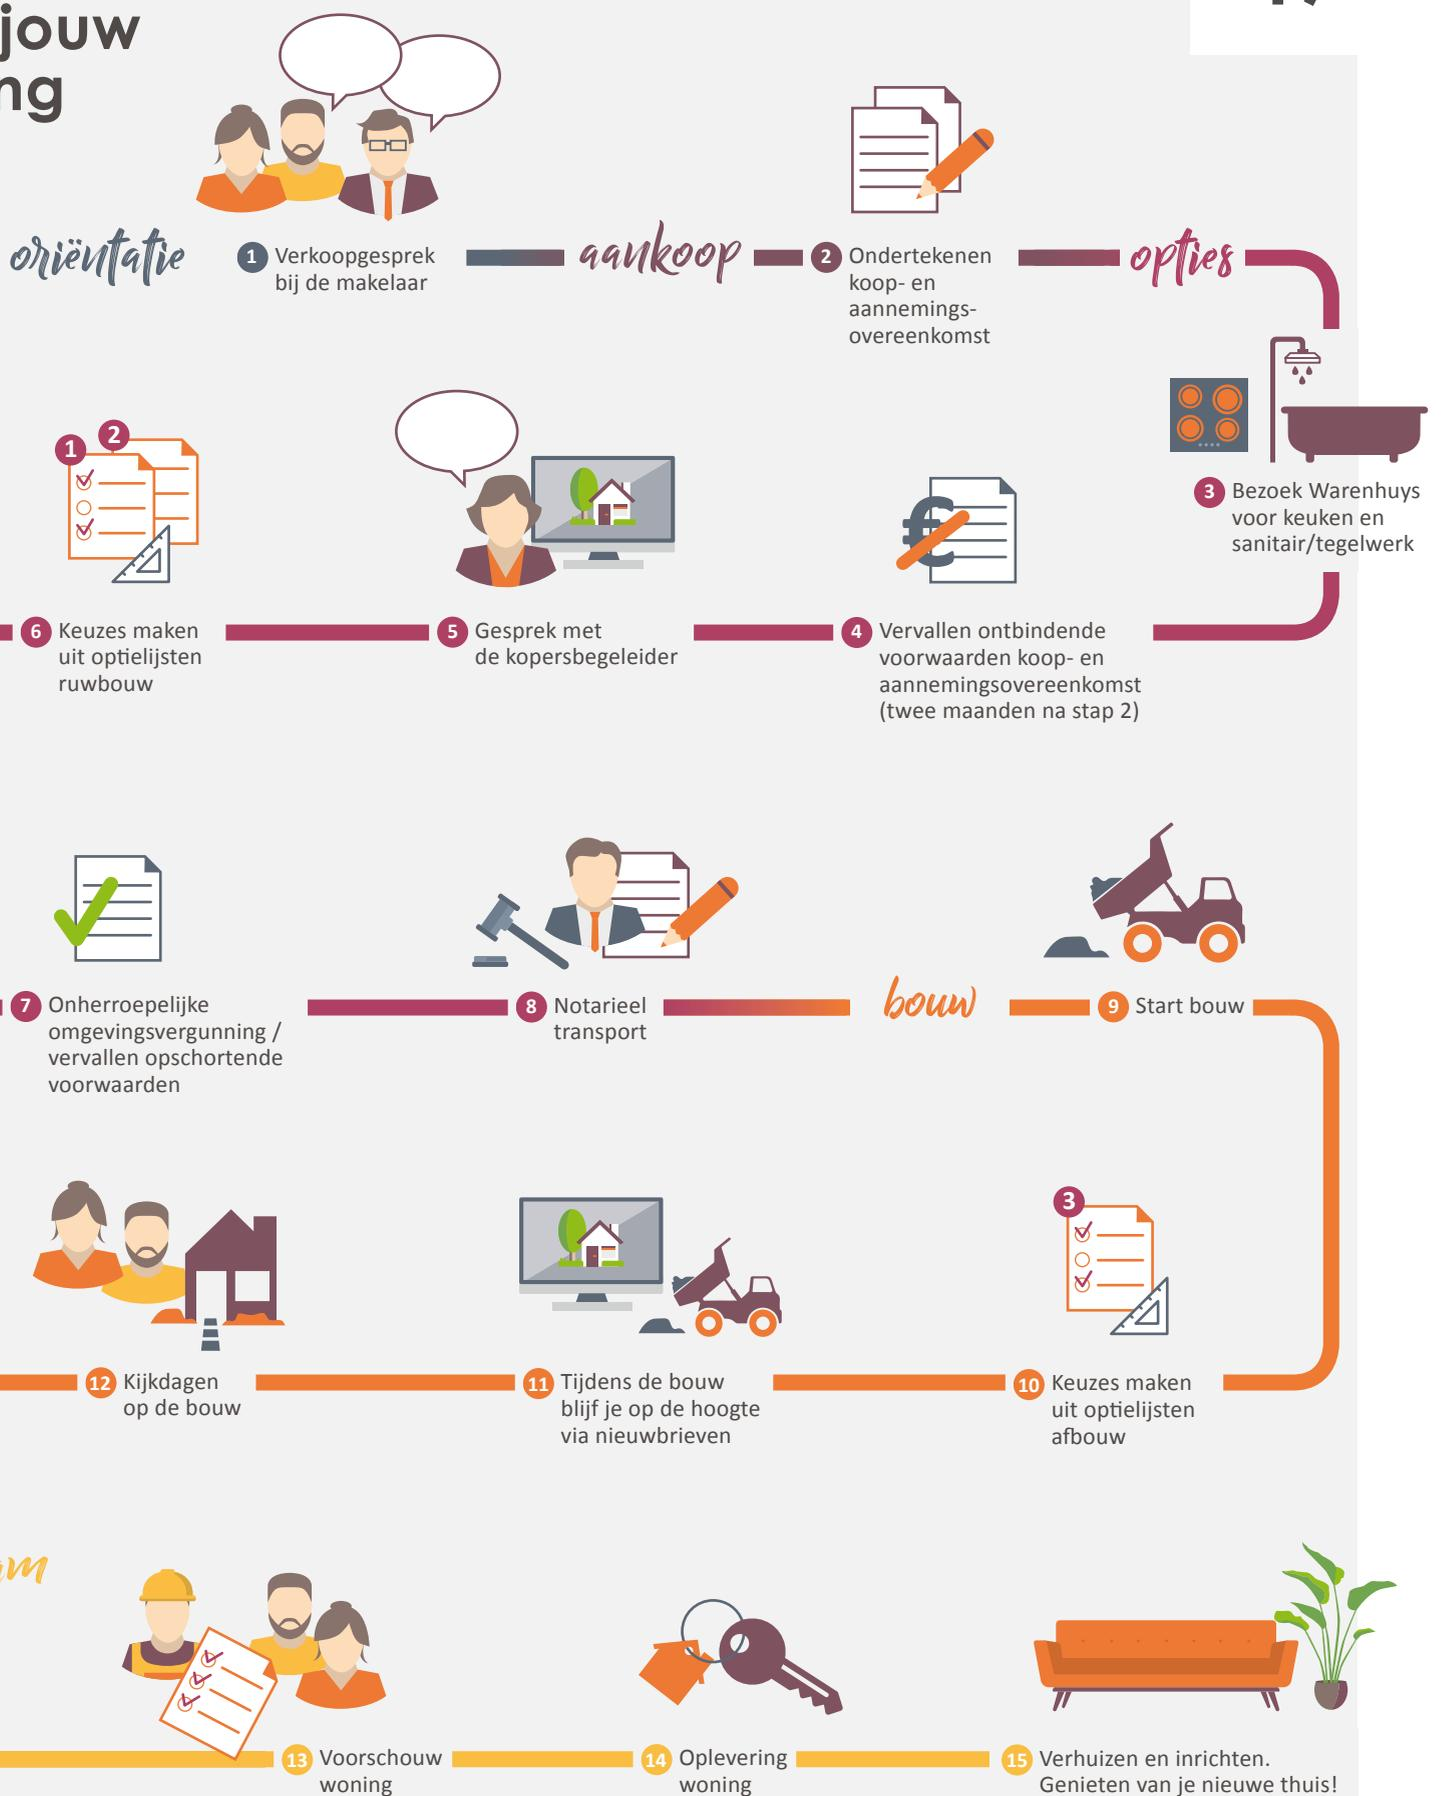 jouw
ng
oriëntatie
1 Verkoopgesprek
bij de makelaar
aankoop
2 Ondertekenen
koop- en
aannemings-
overeenkomst
opties
3 Bezoek Warenhuys
voor keuken en
sanitair/tegelwerk
4 Vervallen ontbindende
voorwaarden koop- en
aannemingsovereenkomst
(twee maanden na stap 2)
€
5 Gesprek met
de kopersbegeleider
1 2
6 Keuzes maken
uit optielijsten
ruwbouw
7 Onherroepelijke
omgevingsvergunning /
vervallen opschortende
voorwaarden
8 Notarieel
transport
bouw
9 Start bouw
3
10 Keuzes maken
uit optielijsten
afbouw
11 Tijdens de bouw
blijf je op de hoogte
via nieuwbrieven
12 Kijkdagen
op de bouw
13 Voorschouw
woning
14 Oplevering
woning
15 Verhuizen en inrichten.
Genieten van je nieuwe thuis!